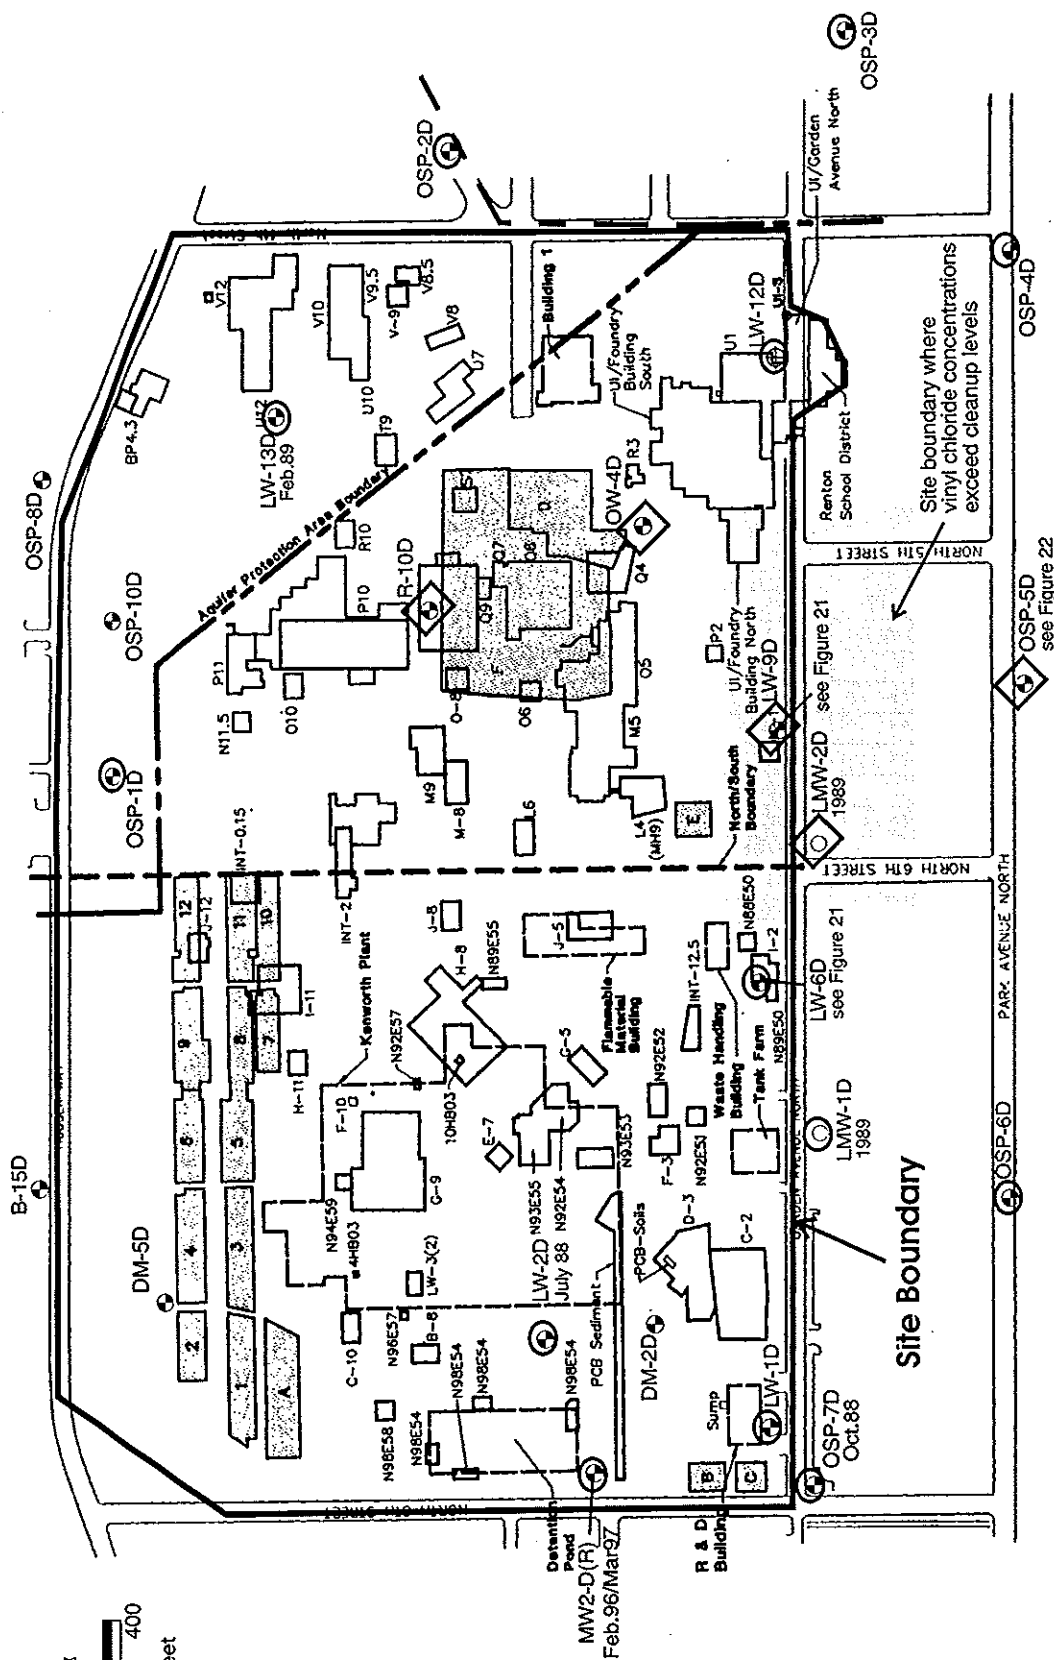 OSP-3D
OSP-2D
UI/Garden
Avenue North
OSP-4D
Site boundary where
vinyl chloride concentrations
exceed cleanup levels
V12
V10
V9.5
V-9
V8.5
V8
U7
U10
U12
BP4.3
LW-13D
Feb.89
T9
Building 1
UI/Foundry
Building
South
U1
LW-12D
UI-3
Renton
School District
OSP-8D
Aquifer Protection Area Boundary
R10
R3
OW-4D
OSP-10D
P10
R-10D
Q9
Q7
Q4
NORTH 5TH STREET
P11
O10
N11.5
O-8
O6
O5
M5
P2
UI/Foundry
Building North
LW-9D
see Figure 21
OSP-5D
see Figure 22
OSP-1D
M9
M-8
L6
L4
(MH9)
E
North/South
Boundary
LMW-2D
1989
NORTH 6TH STREET
PARK AVENUE NORTH
INT-0.15
12
J-12
11
10
INT-2
J-8
H-8
N89E55
J-5
Flammable
Material
Building
INT-12.5
N88E50
I-2
LW-6D
see Figure 21
9
8
7
I-11
H-11
Kenworth Plant
N92E57
10HB03
G-5
N92E52
Waste Handling
Building
Tank Farm
N89E50
LMW-1D
1989
OSP-6D
B-15D
6
5
F-10
G-9
E-7
N93E53
F-3
N92E51
N94E59
4HB03
N93E55
N92E54
DM-5D
4
3
2
1
A
LW-3(2)
LW-2D
July 88
PCB-Soils
D-3
C-2
Site Boundary
C-10
N96E57
B-8
PCB Sediment
DM-2D
N98E58
N98E54
N98E54
N98E54
N98E54
Sump
LW-1D
B
C
OSP-7D
Oct.88
Detention
Pond
MW2-D(R)
Feb.96/Mar97
R & D
Building
400